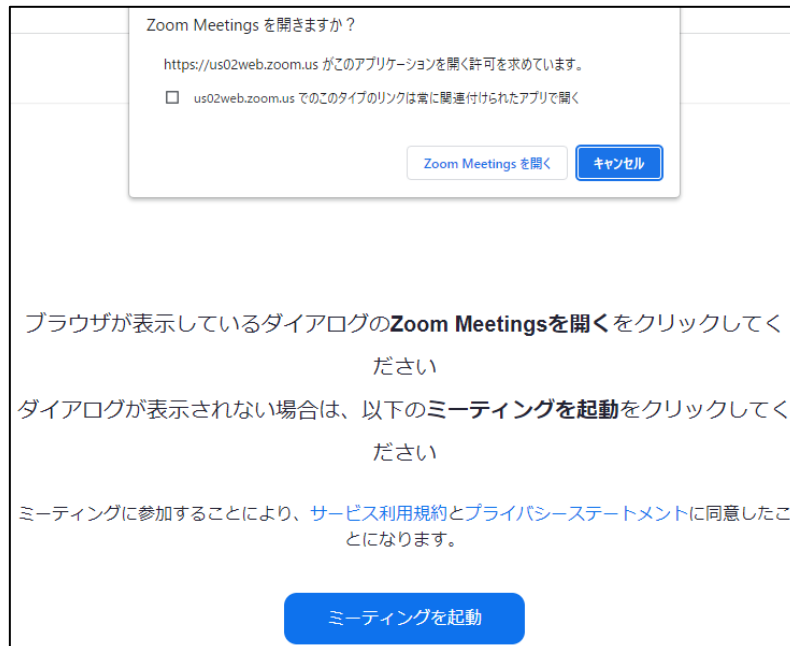 Zoom Meetings を開きますか？
https://us02web.zoom.us がこのアプリケーションを開く許可を求めています。
us02web.zoom.us でのこのタイプのリンクは常に関連付けられたアプリで開く
Zoom Meetings を開く キャンセル
ブラウザが表示しているダイアログのZoom Meetingsを開くをクリックしてく
ださい
ダイアログが表示されない場合は、以下のミーティングを起動をクリックしてく
ださい
ミーティングに参加することにより、サービス利用規約とプライバシーステートメントに同意したこ
とになります。
ミーティングを起動